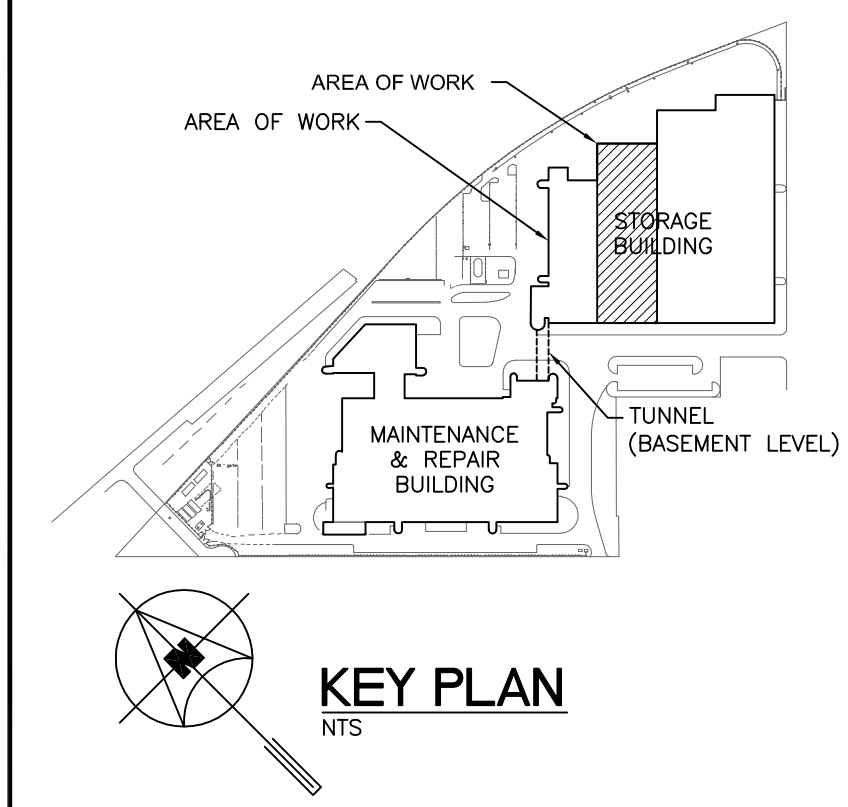 AREA OF WORK
AREA OF WORK
STORAGE
BUILDING
TUNNEL
(BASEMENT LEVEL)
MAINTENANCE
& REPAIR
BUILDING
N
KEY PLAN
NTS